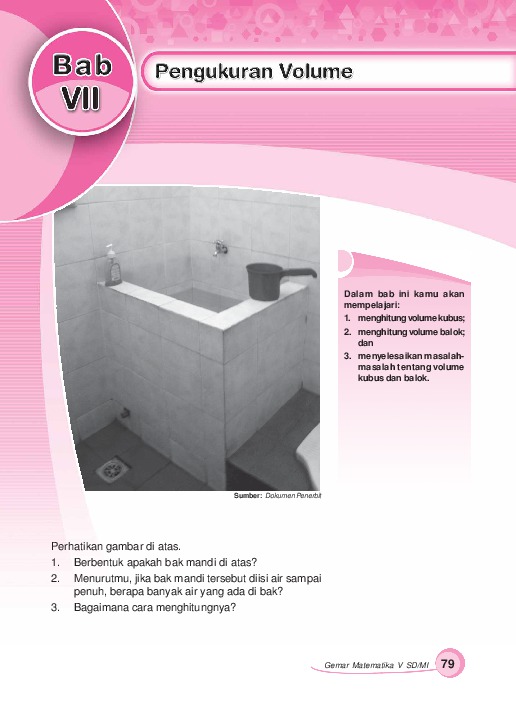 Bab
VII
Pengukuran Volume
Dalam bab ini kamu akan
mempelajari:
1. menghitung volume kubus;
2. menghitung volume balok;
dan
3. menyelesaikan masalah-
masalah tentang volume
kubus dan balok.
Sumber: Dokumen Penerbit
Perhatikan gambar di atas.
1. Berbentuk apakah bak mandi di atas?
2. Menurutmu, jika bak mandi tersebut diisi air sampai
penuh, berapa banyak air yang ada di bak?
3. Bagaimana cara menghitungnya?
Gemar Matematika V SD/MI 79